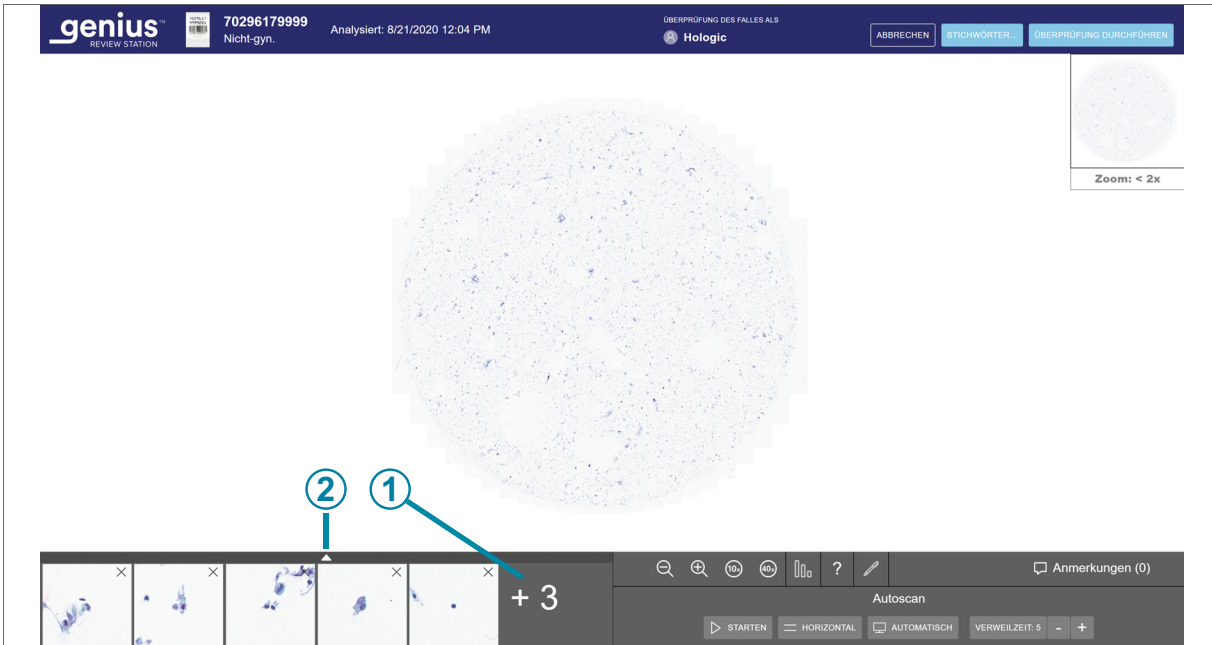 genius™
REVIEW STATION
70296179999
Nicht-gyn.
Analysiert: 8/21/2020 12:04 PM
ÜBERPRÜFUNG DES FALLES ALS
Hologic
ABBRECHEN
STICHWÖRTER...
ÜBERPRÜFUNG DURCHFÜHREN
Zoom: < 2x
2
1
+ 3
10x
40x
?
Anmerkungen (0)
Autoscan
STARTEN
HORIZONTAL
AUTOMATISCH
VERWEILZEIT: 5
-
+